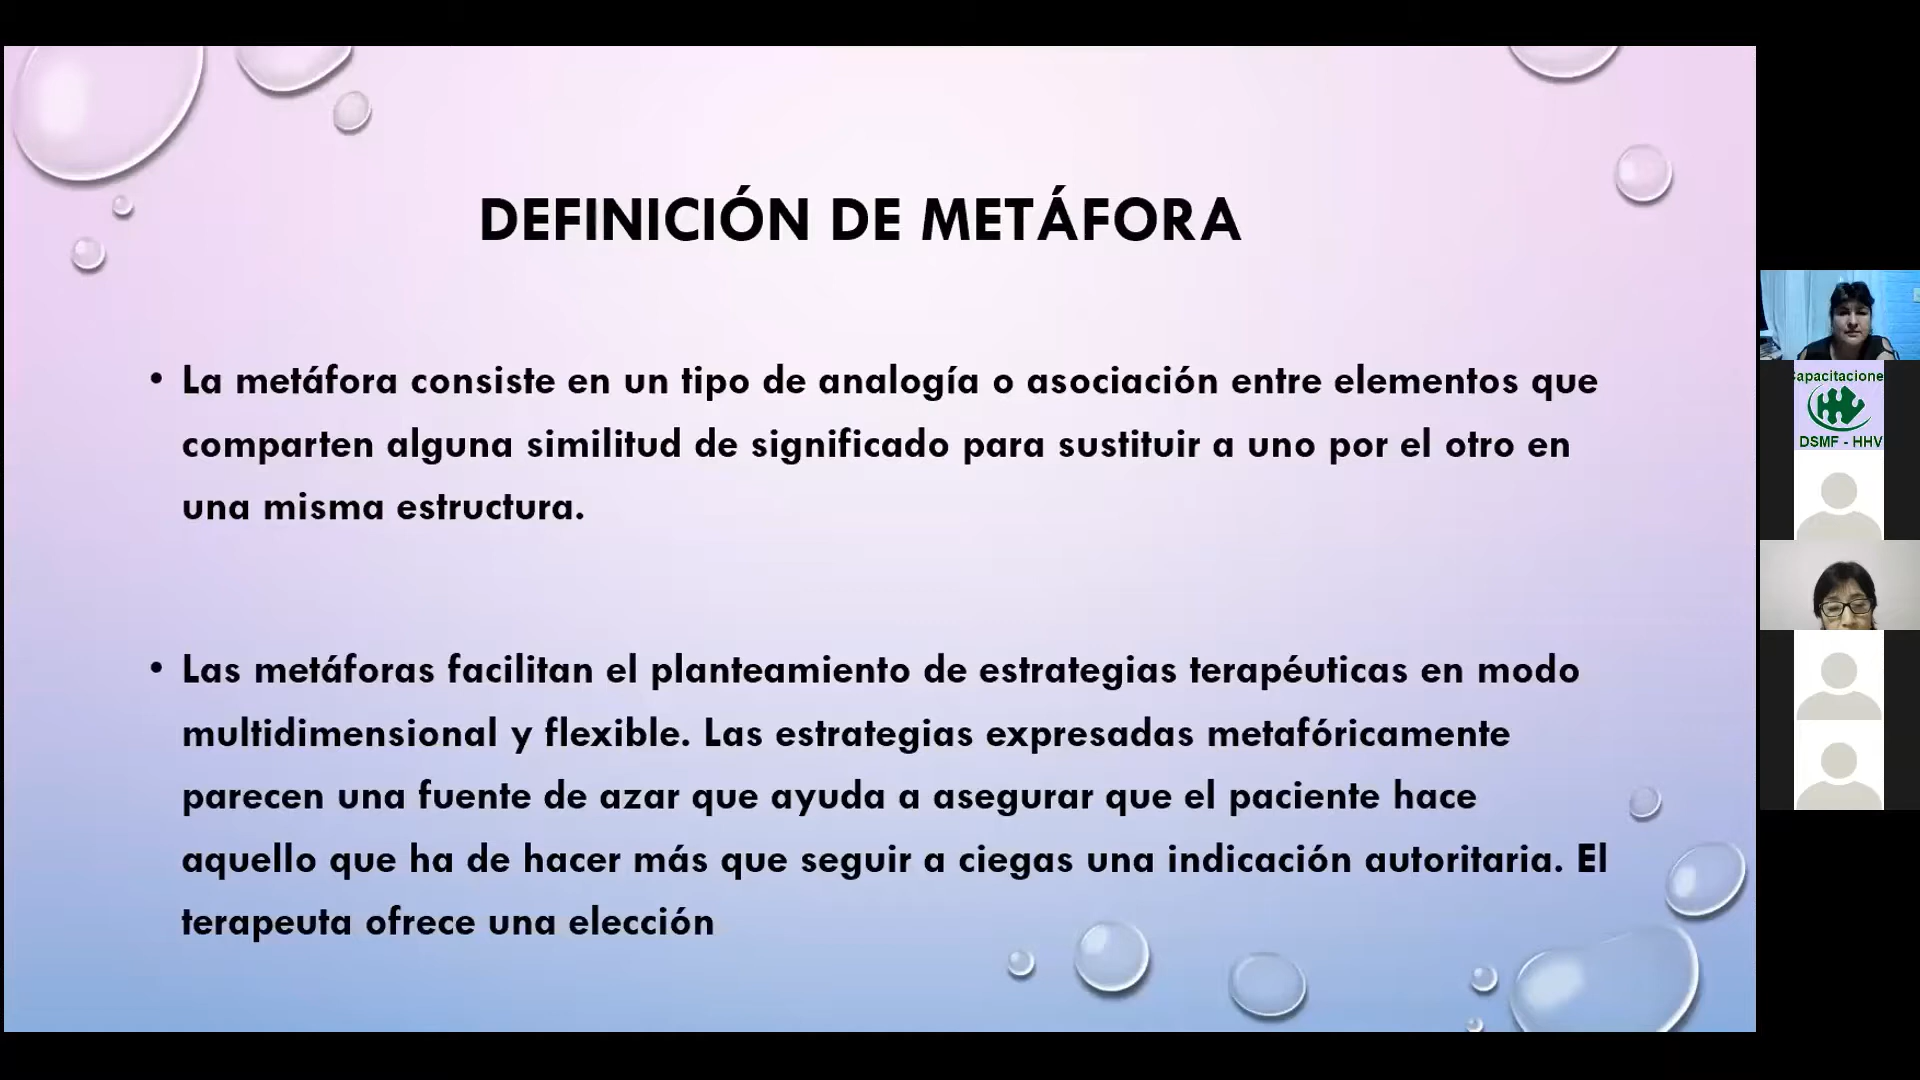 DEFINICIÓN DE METÁFORA
• La metáfora consiste en un tipo de analogía o asociación entre elementos que
comparten alguna similitud de significado para sustituir a uno por el otro en
una misma estructura.
• Las metáforas facilitan el planteamiento de estrategias terapéuticas en modo
multidimensional y flexible. Las estrategias expresadas metafóricamente
parecen una fuente de azar que ayuda a asegurar que el paciente hace
aquello que ha de hacer más que seguir a ciegas una indicación autoritaria. El
terapeuta ofrece una elección
apacitacione
DSMF - HHV